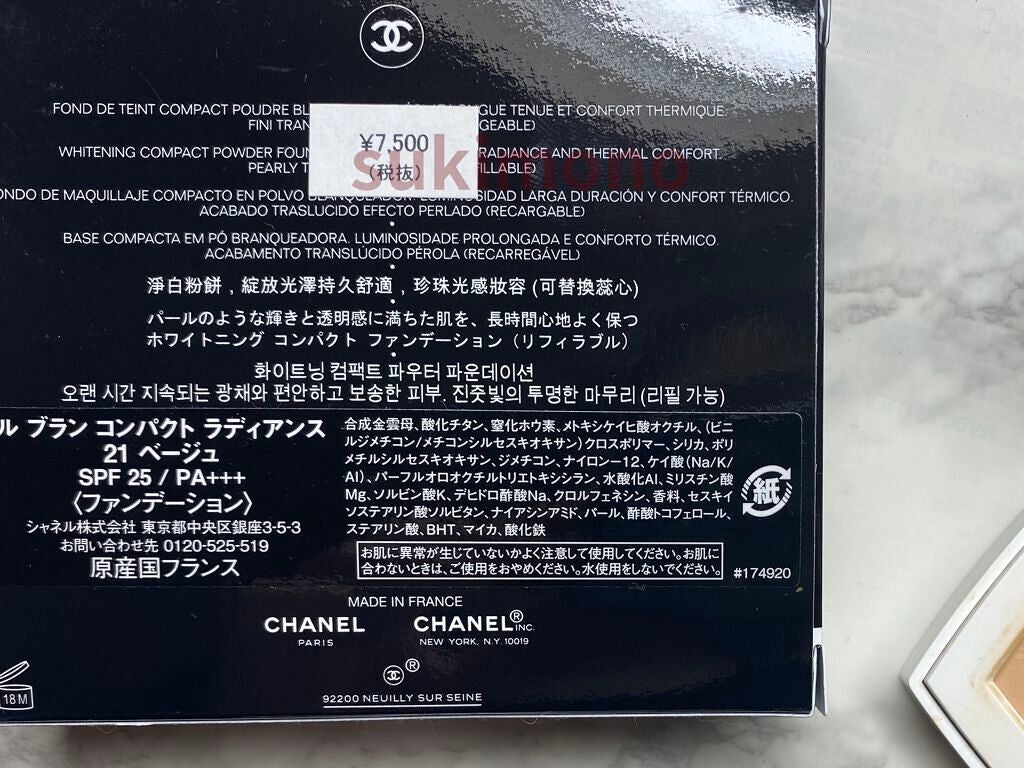 FOND DE TEINT COMPACT POUDRE BL GUE TENUE ET CONFORT THERMIQUE.
FINI TRAN GEABLE)
¥7,500
(税抜)
sukimono
WHITENING COMPACT POWDER FOUN RADIANCE AND THERMAL COMFORT.
PEARLY T FILLABLE)
ONDO DE MAQUILLAJE COMPACTO EN POLVO BLANQUEADOR. LUMINOSIDAD LARGA DURACIÓN Y CONFORT TÉRMICO.
ACABADO TRASLUCIDO EFECTO PERLADO (RECARGABLE)
BASE COMPACTA EM PÓ BRANQUEADORA. LUMINOSIDADE PROLONGADA E CONFORTO TÉRMICO.
ACABAMENTO TRANSLÚCIDO PÉROLA (RECARREGÁVEL)
淨白粉餅，綻放光澤持久舒適，珍珠光感妝容 (可替換蕊心)
パールのような輝きと透明感に満ちた肌を、長時間心地よく保つ
ホワイトニング コンパクト ファンデーション（リフィラブル）
화이트닝 컴팩트 파우더 파운데이션
오랜 시간 지속되는 광채와 편안하고 보송한 피부. 진줏빛의 투명한 마무리 (리필 가능)
ル ブラン コンパクト ラディアンス
21 ベージュ
SPF 25 / PA+++
〈ファンデーション〉
シャネル株式会社 東京都中央区銀座3-5-3
お問い合わせ先 0120-525-519
原産国フランス
合成金雲母、酸化チタン、窒化ホウ素、メトキシケイヒ酸オクチル、(ビニ
ルジメチコン/メチコンシルセスキオキサン)クロスポリマー、シリカ、ポリ
メチルシルセスキオキサン、ジメチコン、ナイロン-12、ケイ酸(Na/K/
Al)、パーフルオロオクチルトリエトキシシラン、水酸化Al、ミリスチン酸
Mg、ソルビン酸K、デヒドロ酢酸Na、クロルフェネシン、香料、セスキイ
ソステアリン酸ソルビタン、ナイアシンアミド、パール、酢酸トコフェロール、
ステアリン酸、BHT、マイカ、酸化鉄
紙
お肌に異常が生じていないかよく注意して使用してください。お肌に
合わないときは、ご使用をおやめください。水使用をしないでください。
#174920
MADE IN FRANCE
CHANEL
PARIS
CHANEL® INC.
NEW YORK, N.Y. 10019
®
92200 NEUILLY SUR SEINE
18M